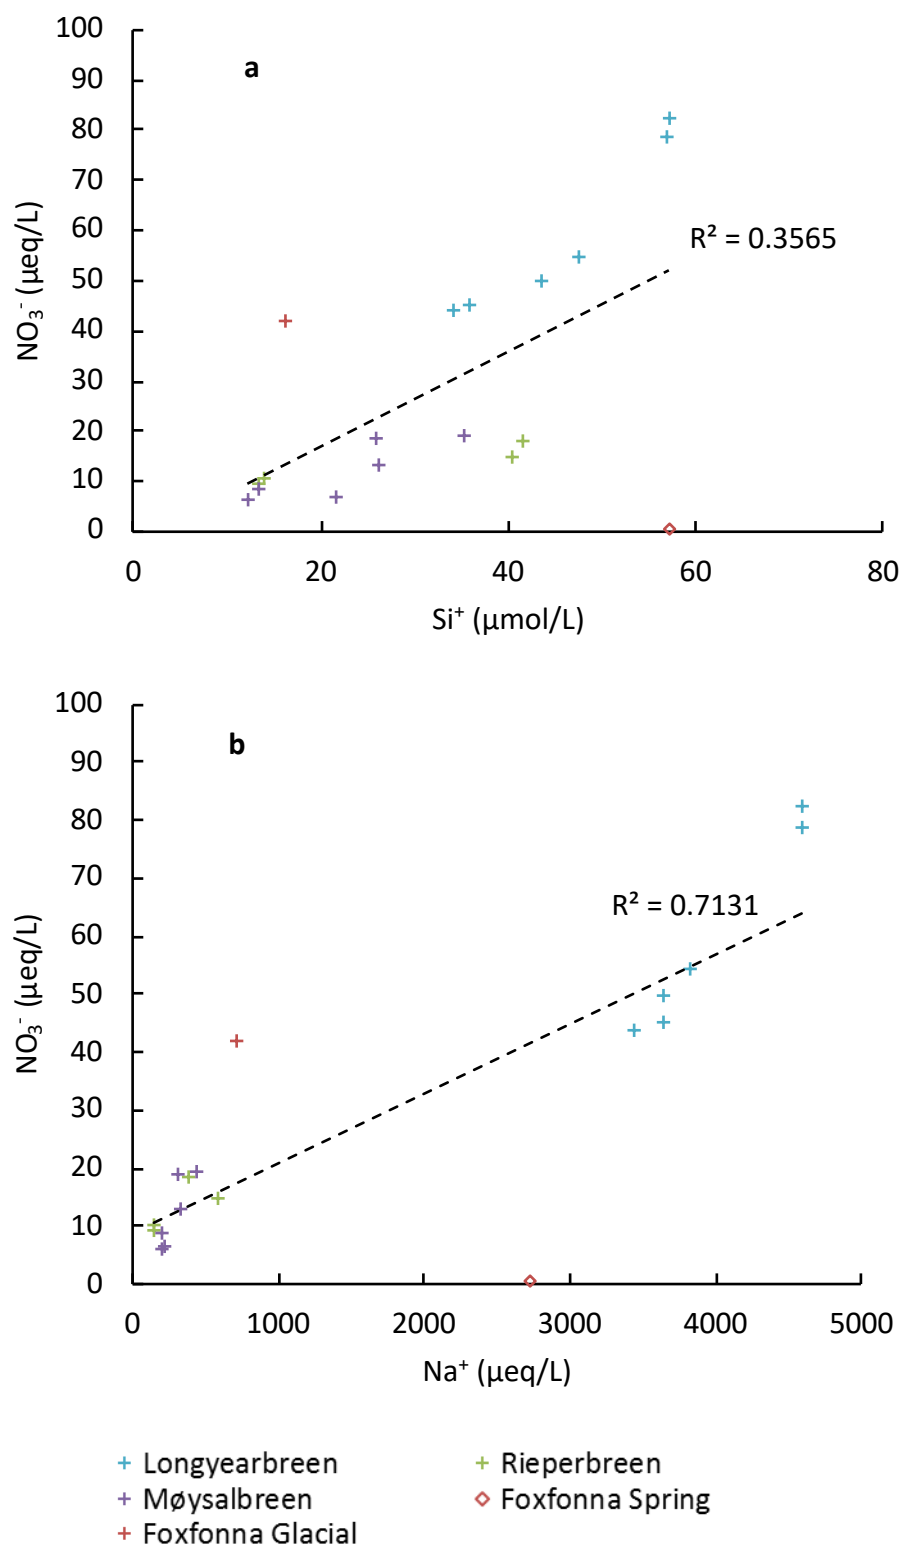 100
90
80
70
60
50
40
30
20
10
0
a
R² = 0.3565
NO₃⁻ (µeq/L)
0 20 40 60 80
Si⁺ (µmol/L)
100
90
80
70
60
50
40
30
20
10
0
b
R² = 0.7131
NO₃⁻ (µeq/L)
0 1000 2000 3000 4000 5000
Na⁺ (µeq/L)
Longyearbreen Rieperbreen
Møysalbreen Foxfonna Spring
Foxfonna Glacial